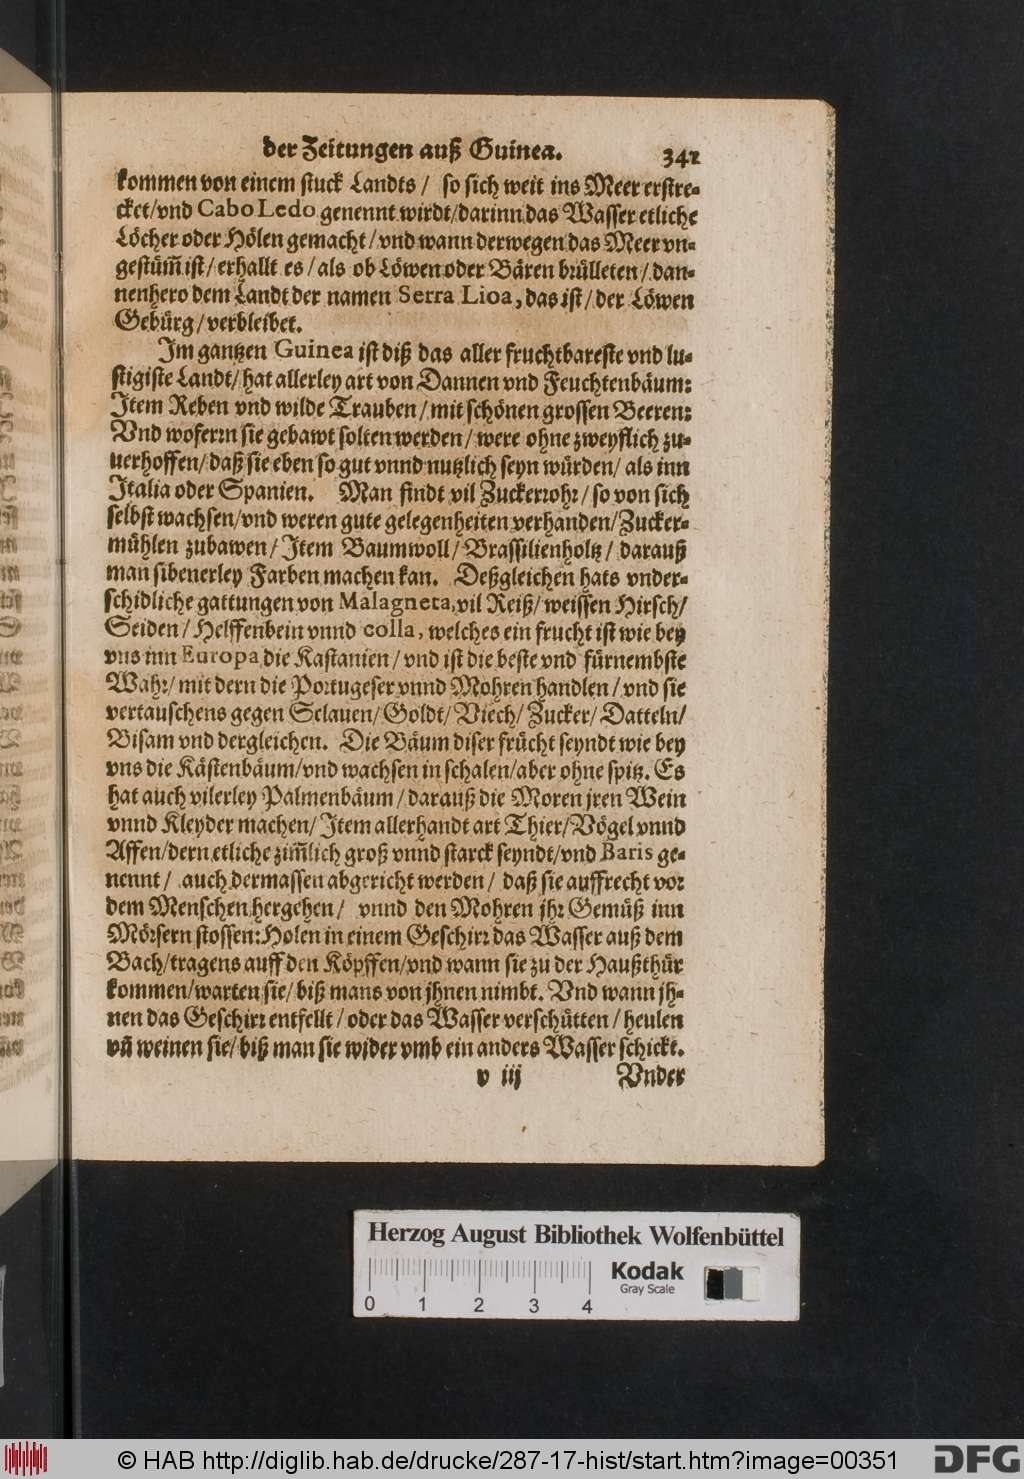 der Zeitungen auß Guinea.
341
kommen von einem stuck Landts / so sich weit ins Meer erstre-
cket/vnd Cabo Ledo genennt wirdt/darinn das Wasser etliche
Löcher oder Hölen gemacht/vnd wann derwegen das Meer vn-
gestüm̃ ist/erhallt es/als ob Löwen oder Bären brülleten/dan-
nenhero dem Landt der namen Serra Lioa, das ist/der Löwen
Gebürg/verbleibet.
Im gantzen Guinea ist diß das aller fruchtbareste vnd lu-
stigiste Landt/hat allerley art von Dannen vnd Feuchtenbäum:
Item Reben vnd wilde Trauben/mit schönen grossen Beeren:
Vnd woferrn sie gebawt solten werden/were ohne zweyflich zu-
uerhoffen/daß sie eben so gut vnnd nutzlich seyn würden/als inn
Italia oder Spanien. Man findt vil Zuckerrohr/so von sich
selbst wachsen/vnd weren gute gelegenheiten verhanden/Zucker-
mühlen zubawen/Item Baumwoll/Brassilienholtz/darauß
man sibenerley Farben machen kan. Deßgleichen hats vnder-
schidliche gattungen von Malagneta, vil Reiß/weissen Hirsch/
Seiden/Helffenbein vnnd colla, welches ein frucht ist wie bey
vns inn Europa die Kastanien/vnd ist die beste vnd fürnembste
Wahr/mit dern die Portugeser vnnd Mohren handlen/vnd sie
vertauschens gegen Sclauen/Goldt/Viech/Zucker/Datteln/
Bisam vnd dergleichen. Die Bäum diser frücht seyndt wie bey
vns die Kästenbäum/vnd wachsen in schalen/aber ohne spitz. Es
hat auch vilerley Palmenbäum/darauß die Moren jren Wein
vnnd Kleyder machen/Item allerhandt art Thier/Vögel vnnd
Affen/dern etliche zim̃lich groß vnnd starck seyndt/vnd Baris ge-
nennt/ auch dermassen abgericht werden/ daß sie auffrecht vor
dem Menschen hergehen/ vnnd den Mohren jhr Gemüß inn
Mörsern stossen: Holen in einem Geschirr das Wasser auß dem
Bach/tragens auff den Köpffen/vnd wann sie zu der Haußthür
kommen/warten sie/biß mans von jhnen nimbt. Vnd wann jh-
nen das Geschirr entfellt/oder das Wasser verschütten/heulen
vñ weinen sie/biß man sie wider vmb ein anders Wasser schickt.
v iij
Vnder
Herzog August Bibliothek Wolfenbüttel
Kodak
Gray Scale
0 1 2 3 4
© HAB http://diglib.hab.de/drucke/287-17-hist/start.htm?image=00351
DFG